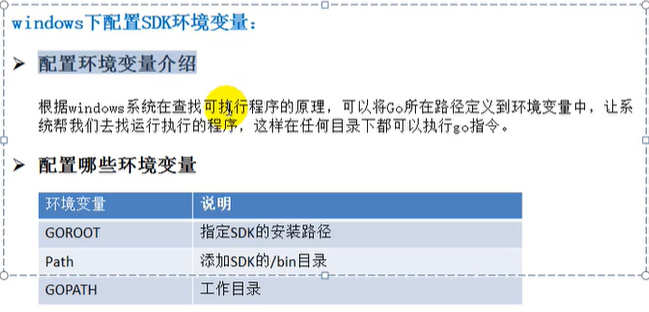 windows下配置SDK环境变量：
配置环境变量介绍
根据windows系统在查找可执行程序的原理，可以将Go所在路径定义到环境变量中，让系
统帮我们去找运行执行的程序，这样在任何目录下都可以执行go指令。
配置哪些环境变量
环境变量 说明
GOROOT 指定SDK的安装路径
Path 添加SDK的/bin目录
GOPATH 工作目录